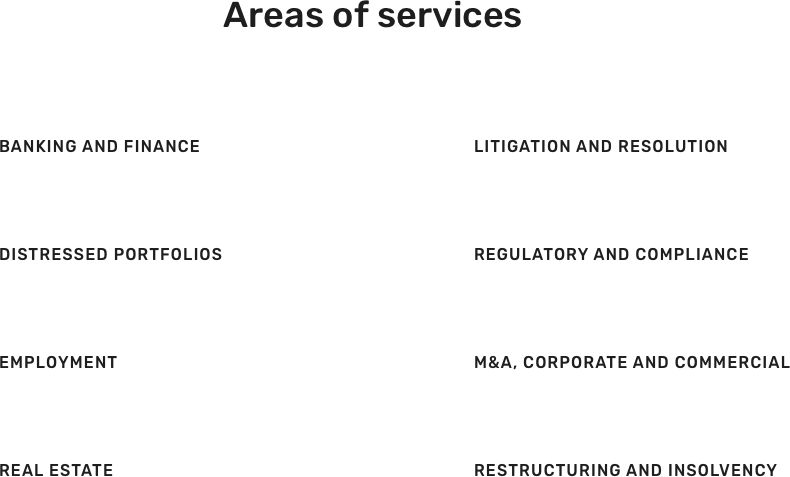 Areas of services
BANKING AND FINANCE
LITIGATION AND RESOLUTION
DISTRESSED PORTFOLIOS
REGULATORY AND COMPLIANCE
EMPLOYMENT
M&A, CORPORATE AND COMMERCIAL
REAL ESTATE
RESTRUCTURING AND INSOLVENCY